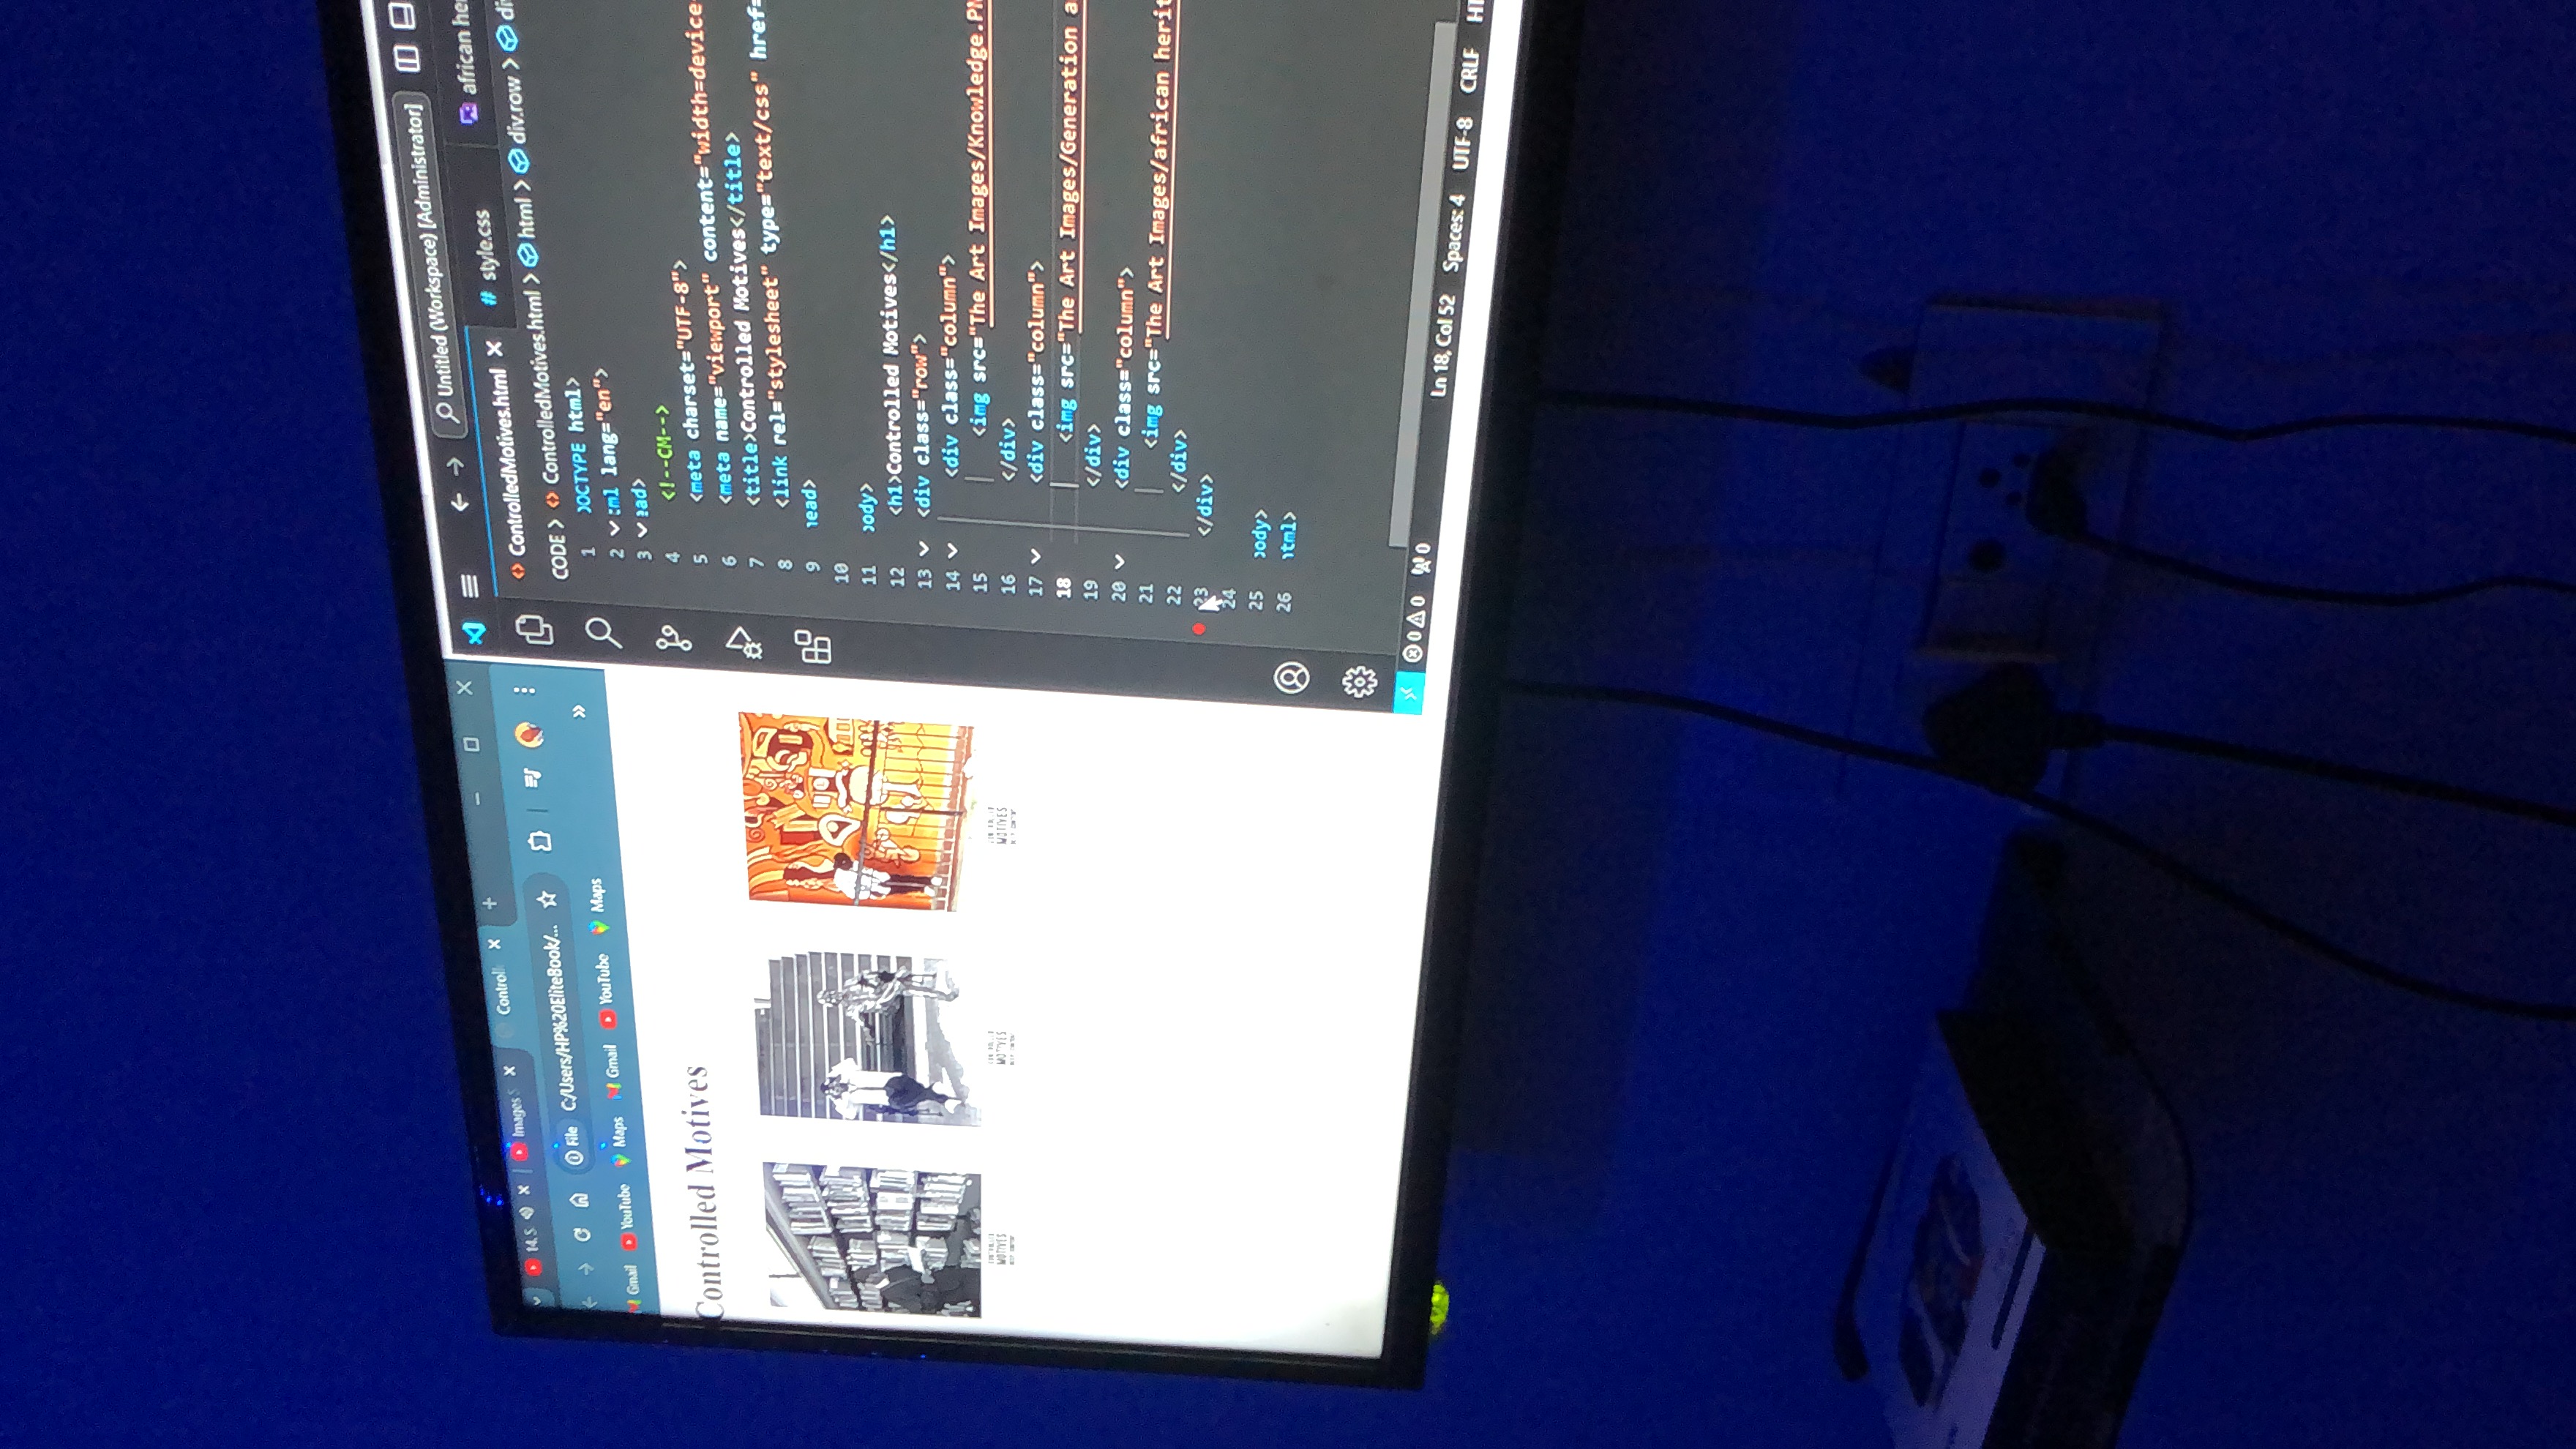 14. S
Images S
Controll
File
C:/Users/HP%20EliteBook/...
Gmail
YouTube
Maps
Gmail
YouTube
Maps
Controlled Motives
MOTIVES
MOTIVES
MOTIVES
Untitled (Workspace) [Administrator]
ControlledMotives.html
# style.css
african he
CODE > ControlledMotives.html > html > div.row > di
1 OCTYPE html>
2 ml lang="en">
3 ead>
4 <!--CM-->
5 <meta charset="UTF-8">
6 <meta name="viewport" content="width=device-
7 <title>Controlled Motives</title>
8 <link rel="stylesheet" type="text/css" href=
9 ead>
10
11 ody>
12 <h1>Controlled Motives</h1>
13 <div class="row">
14 <div class="column">
15 <img src="The Art Images/Knowledge.PN
16 </div>
17 <div class="column">
18 <img src="The Art Images/Generation a
19 </div>
20 <div class="column">
21 <img src="The Art Images/african herit
22 </div>
23 </div>
24
25 ody>
26 tml>
0 0 0
Ln 18, Col 52 Spaces: 4 UTF-8 CRLF HT